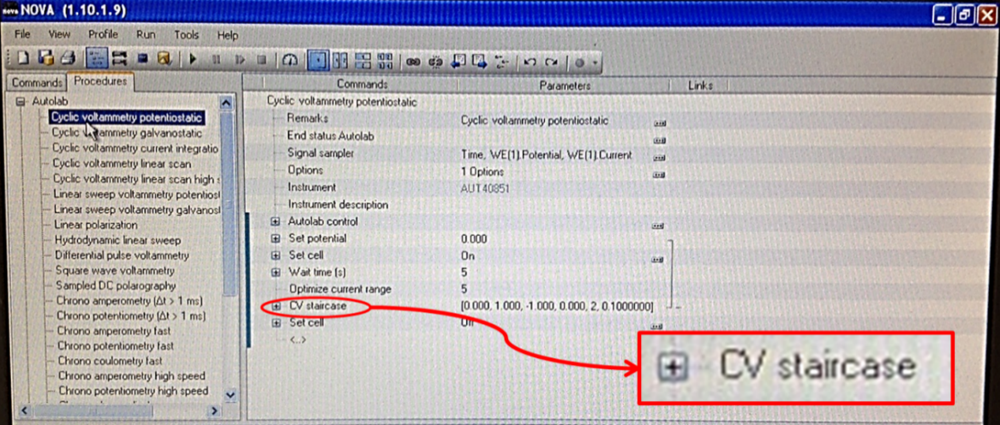 NOVA (1.10.1.9)
File View Profile Run Tools Help
Commands Procedures
Autolab
Cyclic voltammetry potentiostatic
Cyclic voltammetry galvanostatic
Cyclic voltammetry current integratio
Cyclic voltammetry linear scan
Cyclic voltammetry linear scan high
Linear sweep voltammetry potentiost
Linear sweep voltammetry galvanost
Linear polarization
Hydrodynamic linear sweep
Differential pulse voltammetry
Square wave voltammetry
Sampled DC polarography
Chrono amperometry (Δt > 1 ms)
Chrono potentiometry (Δt > 1 ms)
Chrono amperometry fast
Chrono potentiometry fast
Chrono coulometry fast
Chrono amperometry high speed
Chrono potentiometry high speed
Commands Parameters Links
Cyclic voltammetry potentiostatic
Remarks Cyclic voltammetry potentiostatic
End status Autolab
Signal sampler Time, WE(1).Potential, WE(1).Current
Options 1 Options
Instrument AUT40851
Instrument description
Autolab control
Set potential 0.000
Set cell On
Wait time (s) 5
Optimize current range 5
CV staircase [0.000, 1.000, -1.000, 0.000, 2, 0.1000000]
Set cell Off
<..>
CV staircase